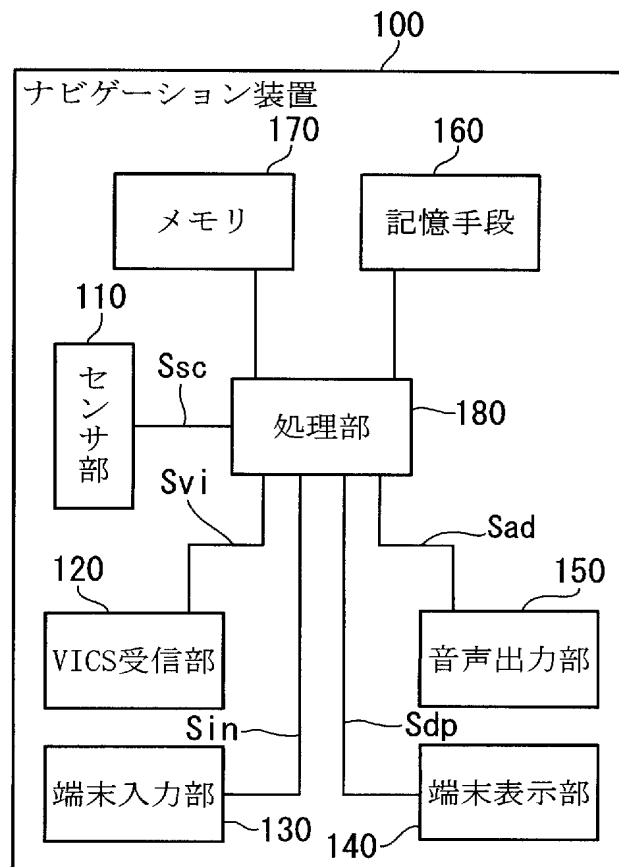 100
ナビゲーション装置
170
160
メモリ
記憶手段
110
センサ部
Ssc
処理部
180
Svi
Sad
120
150
VICS受信部
音声出力部
Sin
Sdp
端末入力部
端末表示部
130
140